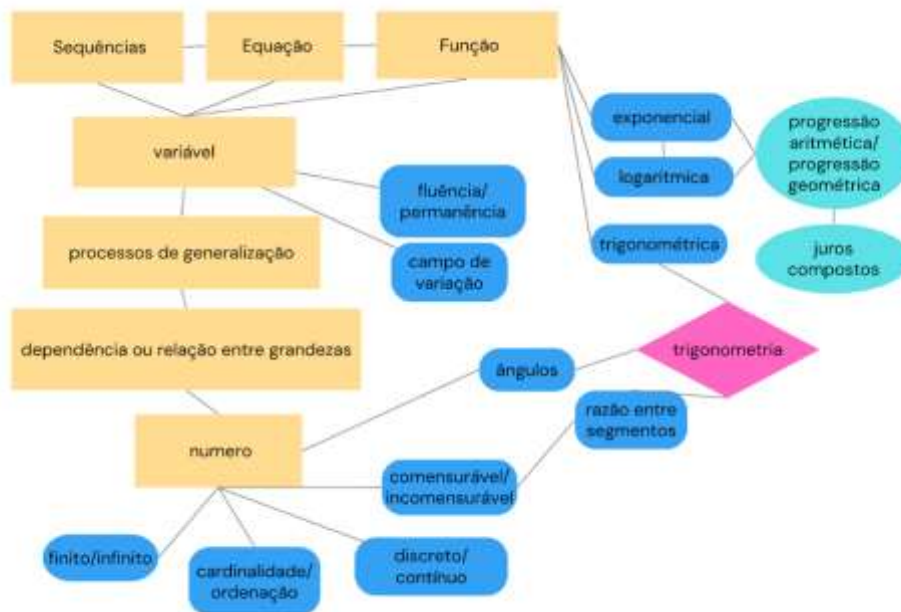 Sequências
Equação
Função
exponencial
progressão
aritmética/
progressão
geométrica
variável
logarítmica
fluência/
permanência
trigonométrica
processos de generalização
campo de
variação
juros
compostos
dependência ou relação entre grandezas
trigonometria
ângulos
razão entre
segmentos
numero
comensurável/
incomensurável
finito/infinito
cardinalidade/
ordenação
discreto/
contínuo